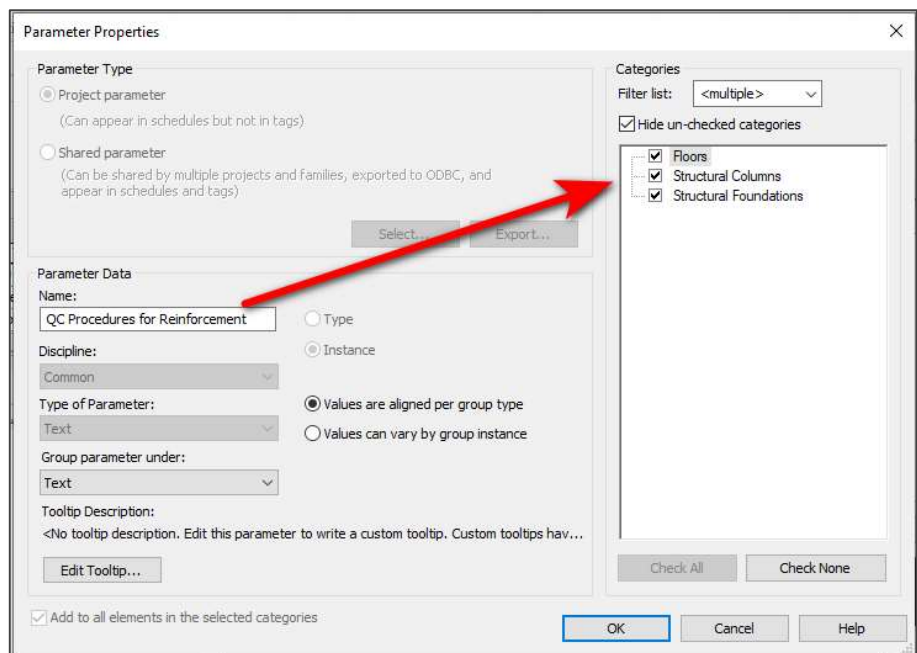 Parameter Properties
Parameter Type
Project parameter
(Can appear in schedules but not in tags)
Shared parameter
(Can be shared by multiple projects and families, exported to ODBC, and
appear in schedules and tags)
Select...
Export...
Parameter Data
Name:
QC Procedures for Reinforcement
Type
Discipline:
Instance
Common
Type of Parameter:
Values are aligned per group type
Text
Values can vary by group instance
Group parameter under:
Text
Tooltip Description:
<No tooltip description. Edit this parameter to write a custom tooltip. Custom tooltips hav...
Edit Tooltip...
Add to all elements in the selected categories
Categories
Filter list:
<multiple>
Hide un-checked categories
Floors
Structural Columns
Structural Foundations
Check All
Check None
OK
Cancel
Help